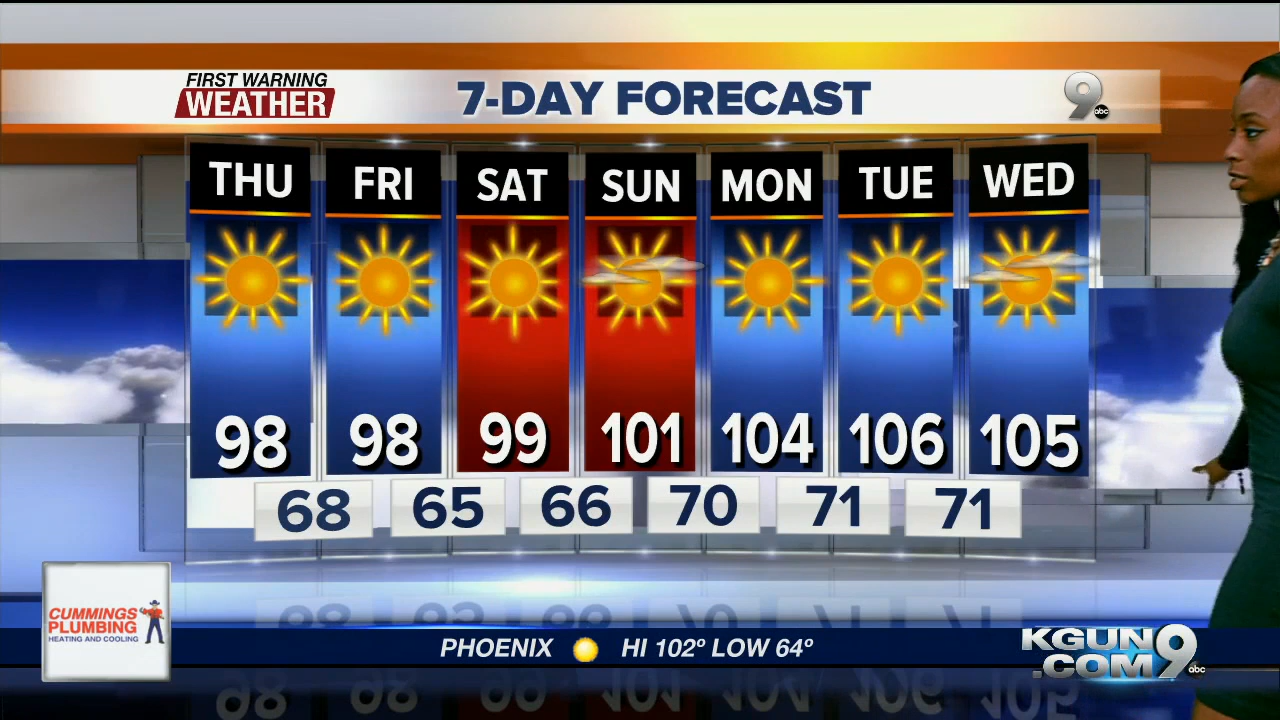 FIRST WARNING
WEATHER
7-DAY FORECAST
9 abc
THU FRI SAT SUN MON TUE WED
98 98 99 101 104 106 105
68 65 66 70 71 71
CUMMINGS
PLUMBING
HEATING AND COOLING
PHOENIX HI 102º LOW 64º
KGUN9
.COM abc